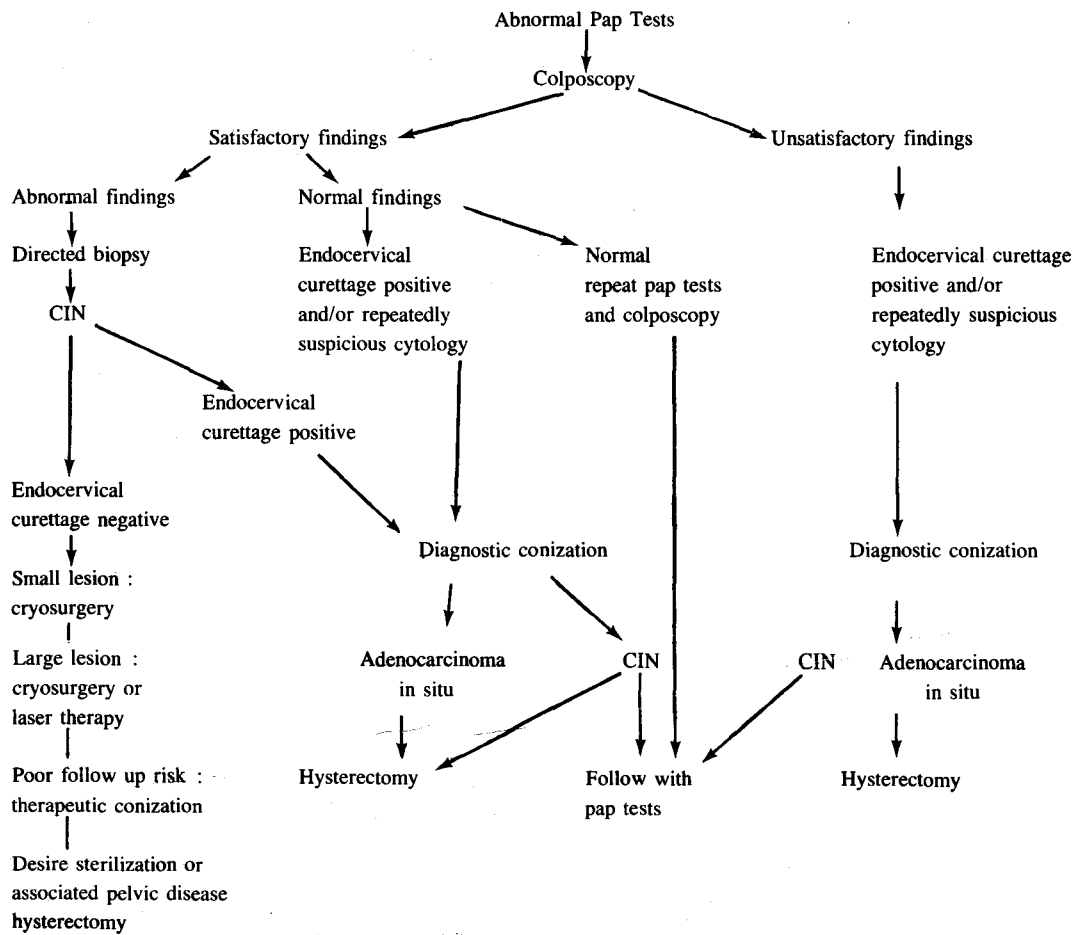 Abnormal Pap Tests
Colposcopy
Satisfactory findings
Unsatisfactory findings
Abnormal findings
Normal findings
Directed biopsy
CIN
Endocervical
curettage positive
and/or repeatedly
suspicious cytology
Normal
repeat pap tests
and colposcopy
Endocervical curettage
positive and/or
repeatedly suspicious
cytology
Endocervical
curettage positive
Endocervical
curettage negative
Diagnostic conization
Diagnostic conization
Small lesion :
cryosurgery
Large lesion :
cryosurgery or
laser therapy
Adenocarcinoma
in situ
CIN
CIN
Adenocarcinoma
in situ
Poor follow up risk :
therapeutic conization
Hysterectomy
Follow with
pap tests
Hysterectomy
Desire sterilization or
associated pelvic disease
hysterectomy